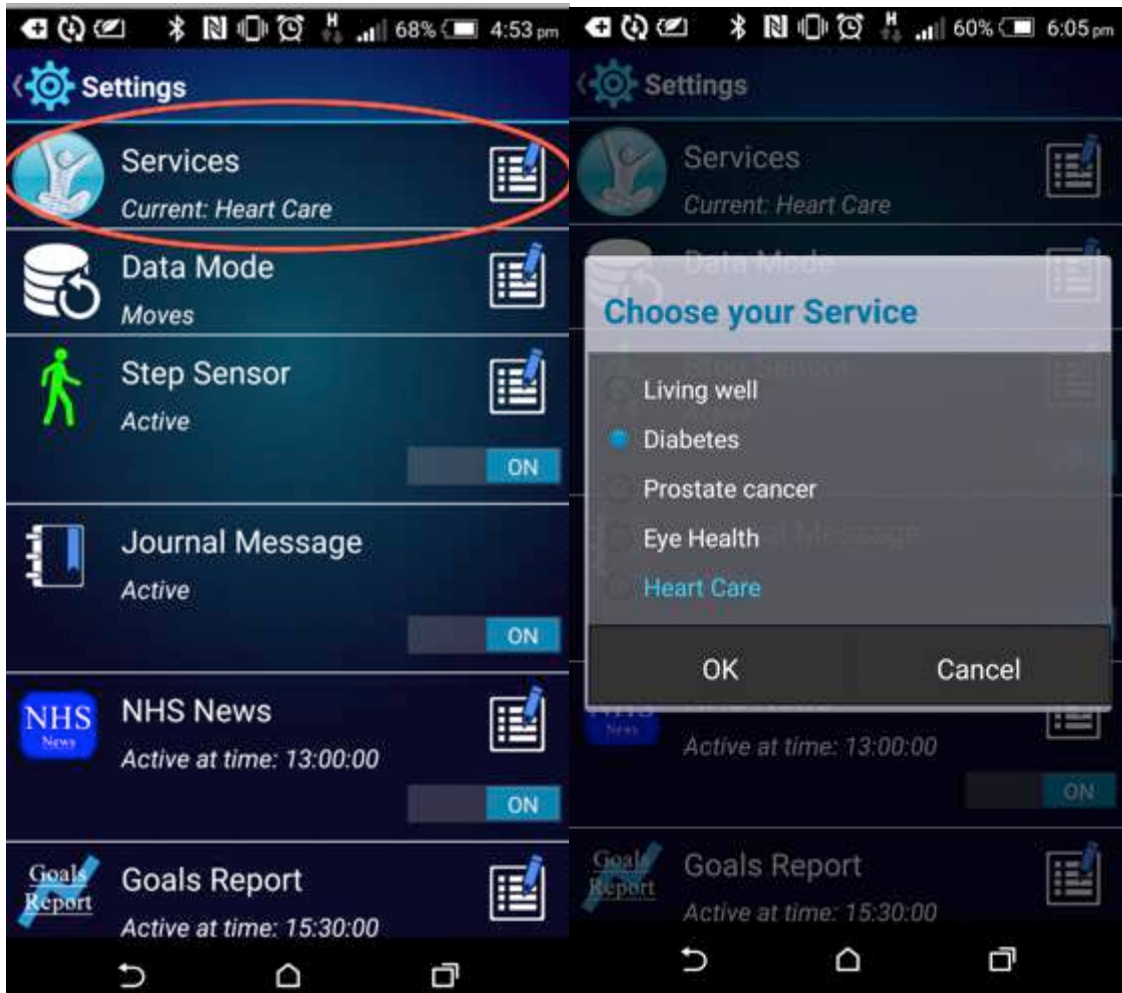 68% 4:53 pm
Settings
Services
Current: Heart Care
Data Mode
Moves
Step Sensor
Active
ON
Journal Message
Active
ON
NHS
News
NHS News
Active at time: 13:00:00
ON
Goals
Report
Goals Report
Active at time: 15:30:00
H
60% 6:05 pm
Settings
Services
Current: Heart Care
Data Mode
Choose your Service
Living well
Diabetes
Prostate cancer
Eye Health
Heart Care
OK Cancel
News
Active at time: 13:00:00
ON
Goals
Report
Goals Report
Active at time: 15:30:00